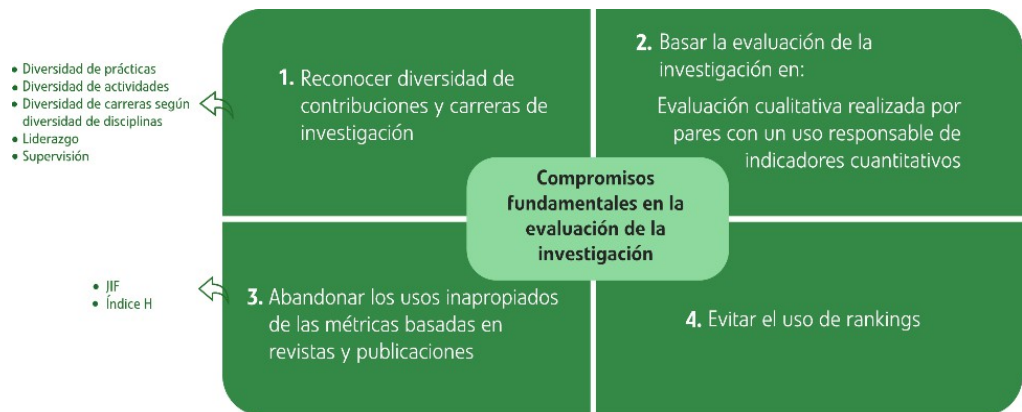 • Diversidad de prácticas
• Diversidad de actividades
• Diversidad de carreras según
diversidad de disciplinas
• Liderazgo
• Supervisión
1. Reconocer diversidad de
contribuciones y carreras de
investigación
2. Basar la evaluación de la
investigación en:
Evaluación cualitativa realizada por
pares con un uso responsable de
indicadores cuantitativos
Compromisos
fundamentales en la
evaluación de la
investigación
• JIF
• Índice H
3. Abandonar los usos inapropiados
de las métricas basadas en
revistas y publicaciones
4. Evitar el uso de rankings